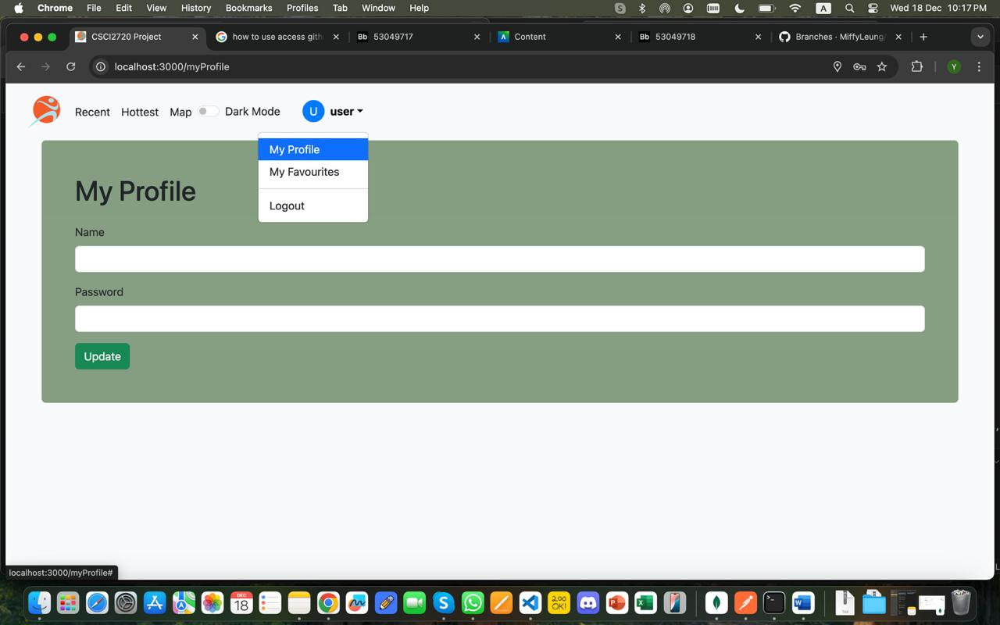 Chrome File Edit View History Bookmarks Profiles Tab Window Help S A Wed 18 Dec 10:17 PM
CSCI2720 Project how to use access gith Bb 53049717 Content Bb 53049718 Branches · MiffyLeung/
localhost:3000/myProfile Y
Recent Hottest Map Dark Mode U user
My Profile
My Favourites
Logout
My Profile
Name
Password
Update
localhost:3000/myProfile#
DEC
18
200
OK!